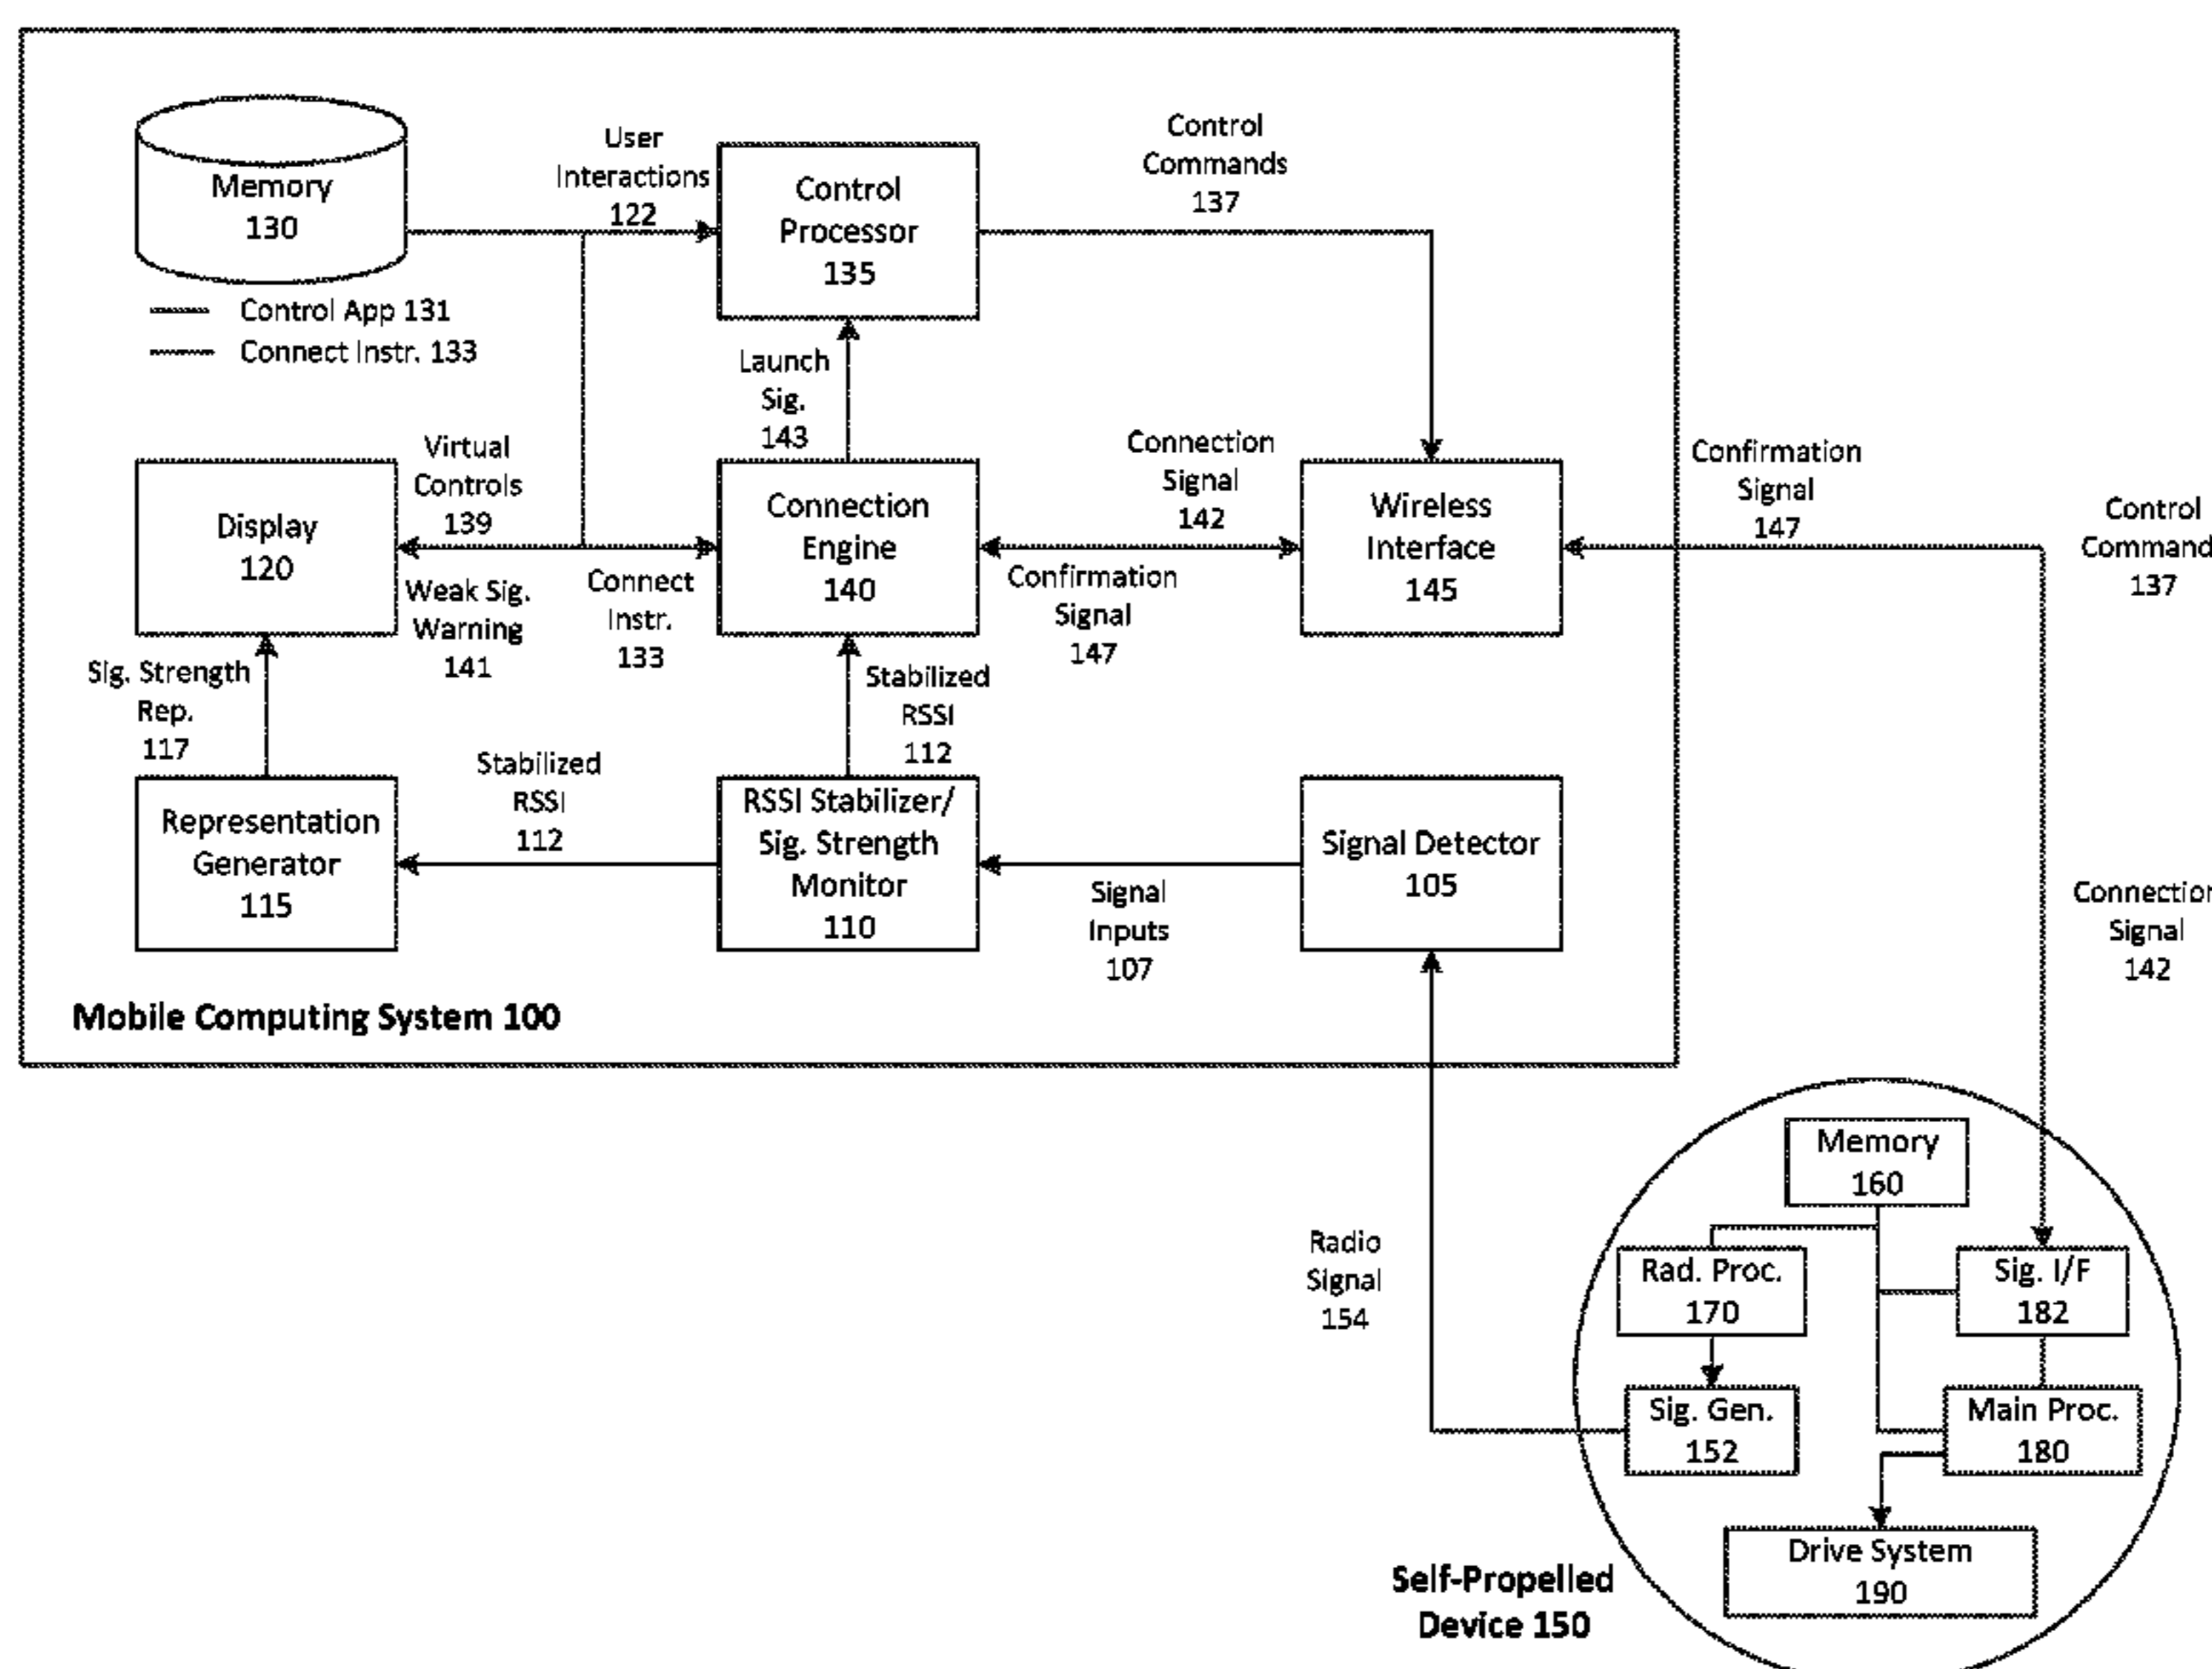 Memory
130
Control App 131
Connect Instr. 133
User
Interactions
122
Control
Processor
135
Control
Commands
137
Launch
Sig.
143
Display
120
Virtual
Controls
139
Weak Sig.
Warning
141
Connect
Instr.
133
Connection
Engine
140
Connection
Signal
142
Confirmation
Signal
147
Wireless
Interface
145
Confirmation
Signal
147
Control
Command
137
Sig. Strength
Rep.
117
Stabilized
RSSI
112
Representation
Generator
115
Stabilized
RSSI
112
RSSI Stabilizer/
Sig. Strength
Monitor
110
Signal
Inputs
107
Signal Detector
105
Connection
Signal
142
Mobile Computing System 100
Radio
Signal
154
Memory
160
Rad. Proc.
170
Sig. I/F
182
Sig. Gen.
152
Main Proc.
180
Drive System
190
Self-Propelled
Device 150